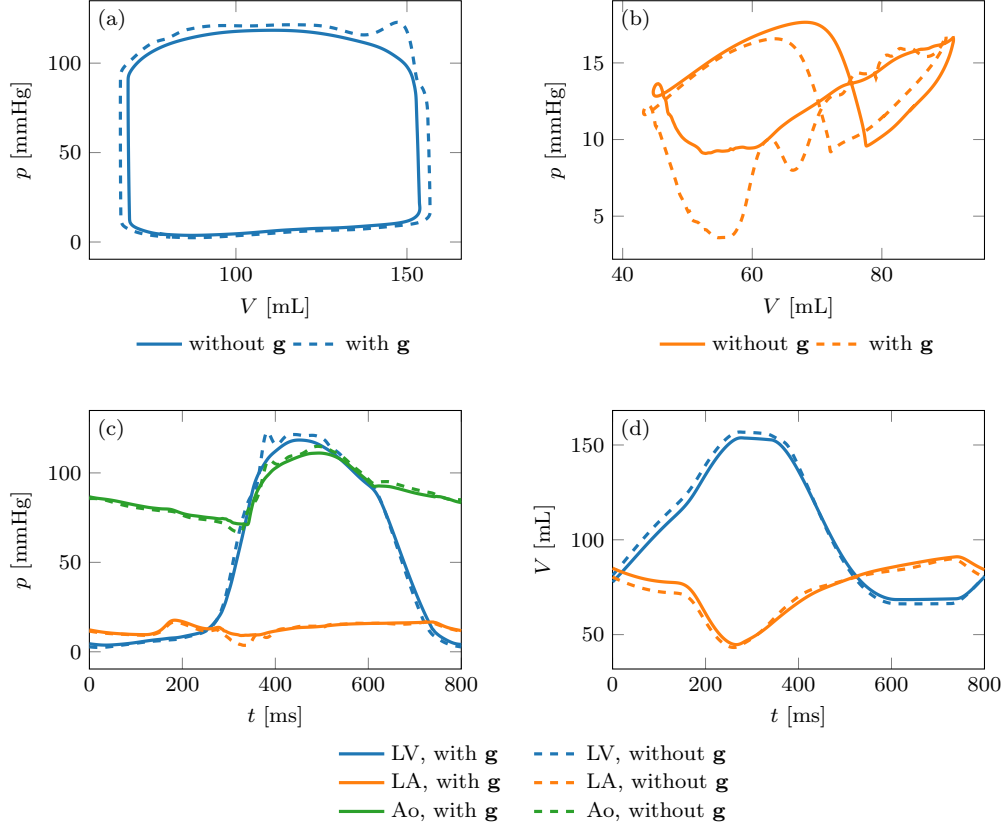 (a)
100
50
0
p [mmHg]
100
150
V [mL]
without g
with g
(b)
15
10
5
p [mmHg]
40
60
80
V [mL]
without g
with g
(c)
100
50
0
p [mmHg]
0
200
400
600
800
t [ms]
(d)
150
100
50
V [mL]
0
200
400
600
800
t [ms]
LV, with g
LV, without g
LA, with g
LA, without g
Ao, with g
Ao, without g